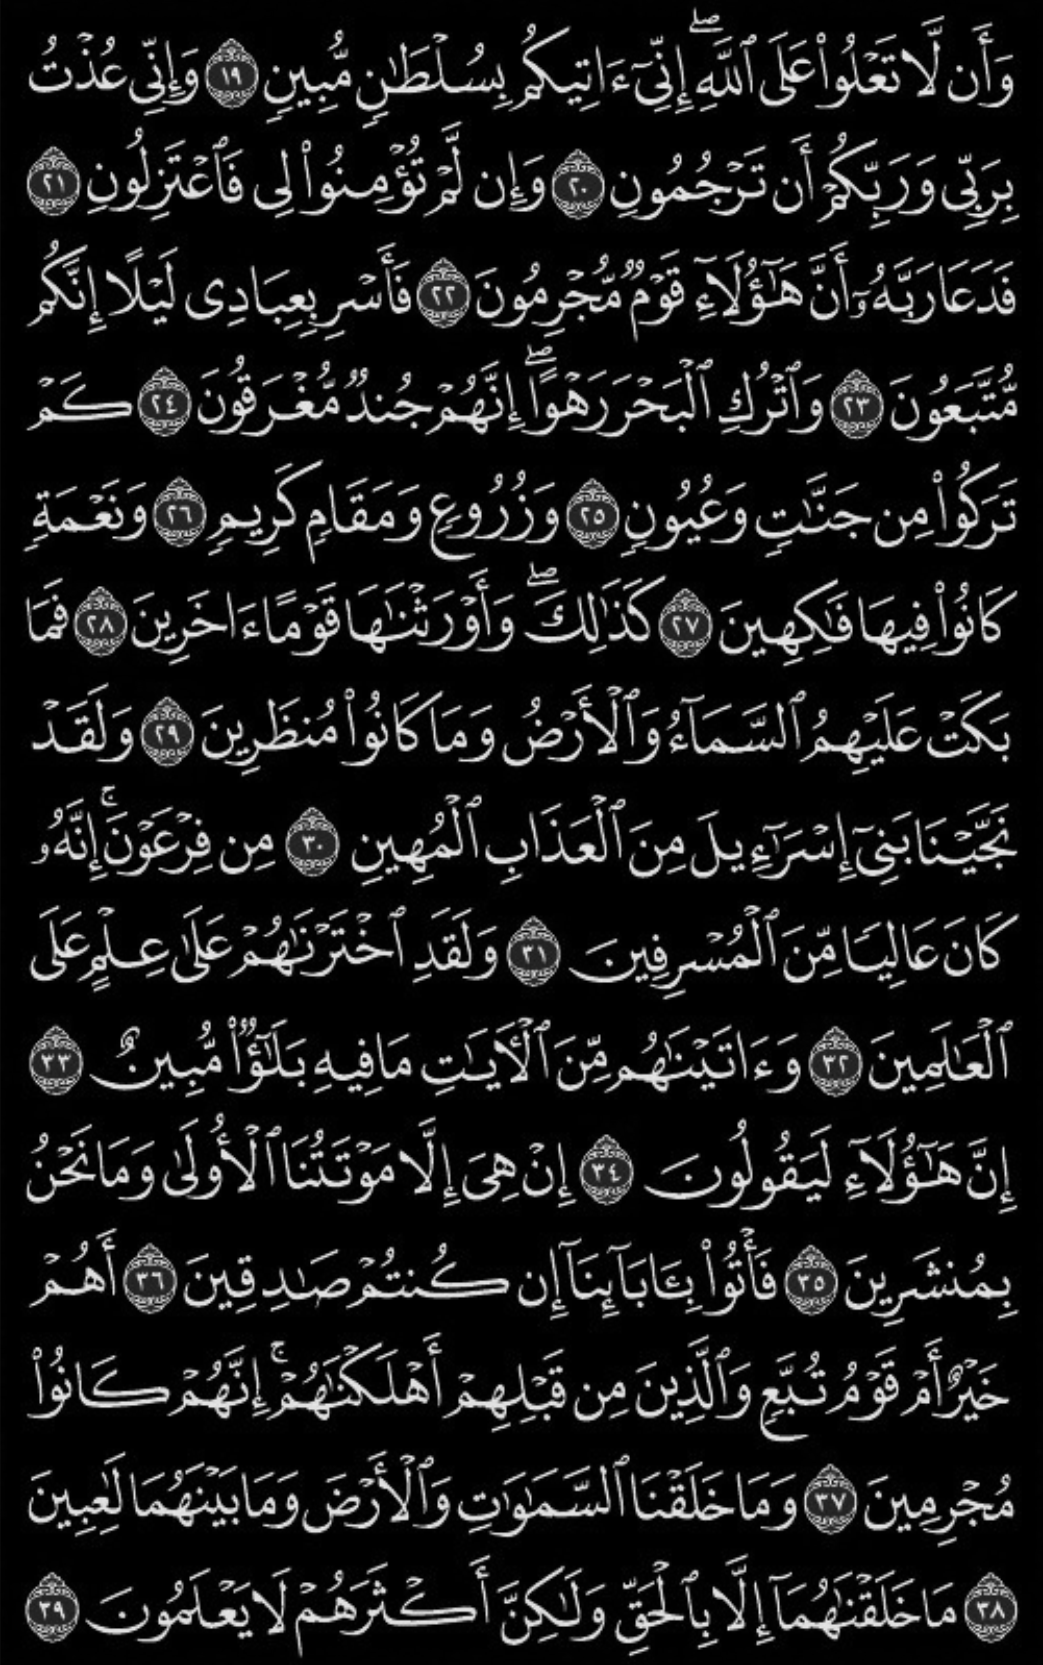 وَأَن لَّا تَعْلُوا۟ عَلَى ٱللَّهِ ۖ إِنِّىٓ ءَاتِيكُم بِسُلْطَـٰنٍ مُّبِينٍ ١٩ وَإِنِّى عُذْتُ
بِرَبِّى وَرَبِّكُمْ أَن تَرْجُمُونِ ٢٠ وَإِن لَّمْ تُؤْمِنُوا۟ لِى فَٱعْتَزِلُونِ ٢١
فَدَعَا رَبَّهُۥٓ أَنَّ هَـٰٓؤُلَآءِ قَوْمٌ مُّجْرِمُونَ ٢٢ فَأَسْرِ بِعِبَادِى لَيْلًا إِنَّكُم
مُّتَّبَعُونَ ٢٣ وَٱتْرُكِ ٱلْبَحْرَ رَهْوًا ۖ إِنَّهُمْ جُندٌ مُّغْرَقُونَ ٢٤ كَمْ
تَرَكُوا۟ مِن جَنَّـٰتٍ وَعُيُونٍ ٢٥ وَزُرُوعٍ وَمَقَامٍ كَرِيمٍ ٢٦ وَنَعْمَةٍ
كَانُوا۟ فِيهَا فَـٰكِهِينَ ٢٧ كَذَٰلِكَ ۖ وَأَوْرَثْنَـٰهَا قَوْمًا ءَاخَرِينَ ٢٨ فَمَا
بَكَتْ عَلَيْهِمُ ٱلسَّمَآءُ وَٱلْأَرْضُ وَمَا كَانُوا۟ مُنظَرِينَ ٢٩ وَلَقَدْ
نَجَّيْنَا بَنِىٓ إِسْرَٰٓءِيلَ مِنَ ٱلْعَذَابِ ٱلْمُهِينِ ٣٠ مِن فِرْعَوْنَ ۚ إِنَّهُۥ
كَانَ عَالِيًا مِّنَ ٱلْمُسْرِفِينَ ٣١ وَلَقَدِ ٱخْتَرْنَـٰهُمْ عَلَىٰ عِلْمٍ عَلَى
ٱلْعَـٰلَمِينَ ٣٢ وَءَاتَيْنَـٰهُم مِّنَ ٱلْـَٔايَـٰتِ مَا فِيهِ بَلَـٰٓؤٌا۟ مُّبِينٌ ٣٣
إِنَّ هَـٰٓؤُلَآءِ لَيَقُولُونَ ٣٤ إِنْ هِىَ إِلَّا مَوْتَتُنَا ٱلْأُولَىٰ وَمَا نَحْنُ
بِمُنشَرِينَ ٣٥ فَأْتُوا۟ بِـَٔابَآئِنَآ إِن كُنتُمْ صَـٰدِقِينَ ٣٦ أَهُمْ
خَيْرٌ أَمْ قَوْمُ تُبَّعٍ وَٱلَّذِينَ مِن قَبْلِهِمْ أَهْلَكْنَـٰهُمْ ۚ إِنَّهُمْ كَانُوا۟
مُجْرِمِينَ ٣٧ وَمَا خَلَقْنَا ٱلسَّمَـٰوَٰتِ وَٱلْأَرْضَ وَمَا بَيْنَهُمَا لَـٰعِبِينَ
٣٨ مَا خَلَقْنَـٰهُمَآ إِلَّا بِٱلْحَقِّ وَلَـٰكِنَّ أَكْثَرَهُمْ لَا يَعْلَمُونَ ٣٩